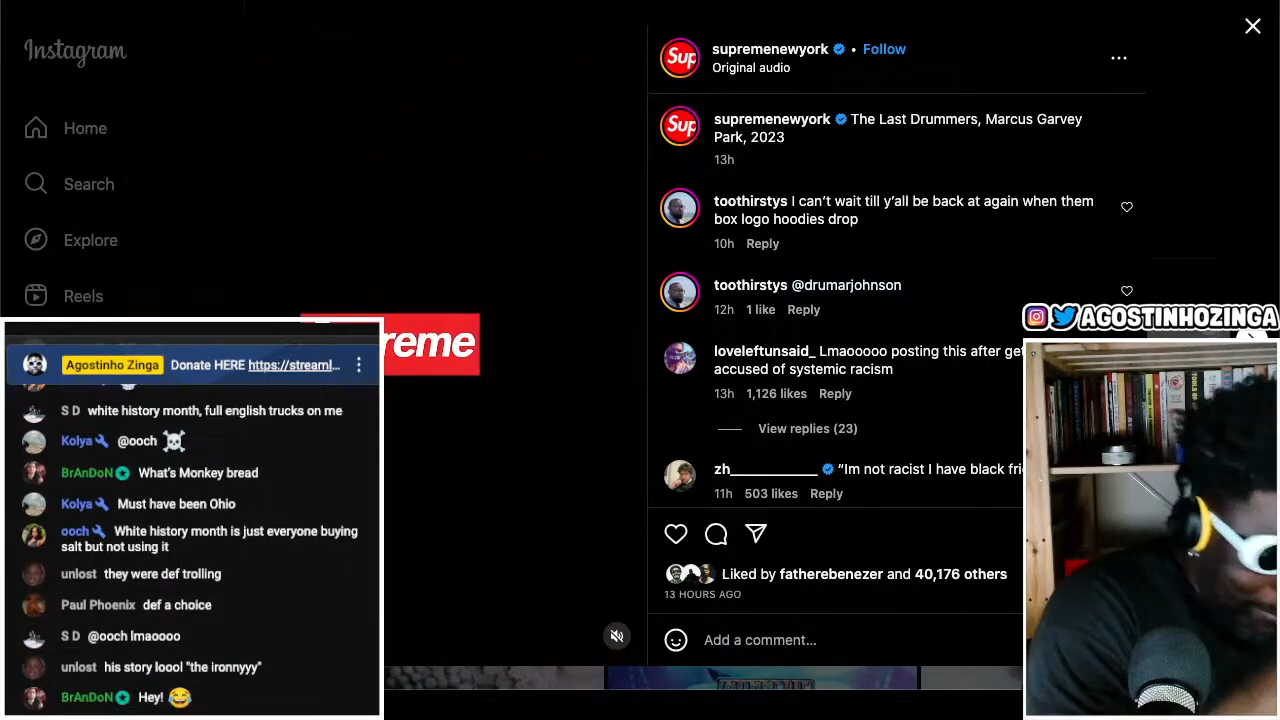 Instagram
Home
Search
Explore
Reels
supremenewyork • Follow
Original audio
supremenewyork The Last Drummers, Marcus Garvey
Park, 2023
13h
toothirstys I can’t wait till y’all be back at again when them
box logo hoodies drop
10h Reply
toothirstys @drumarjohnson
12h 1 like Reply
loveleftunsaid_ Lmaooooo posting this after get
accused of systemic racism
13h 1,126 likes Reply
View replies (23)
zh____________ “Im not racist I have black frie
11h 503 likes Reply
Liked by fatherebenezer and 40,176 others
13 HOURS AGO
Add a comment...
Sup
Sup
reme
AGOSTINHOZINGA
Agostinho Zinga Donate HERE https://streaml...
S D white history month, full english trucks on me
Kolya @ooch
BrAnDoN What's Monkey bread
Kolya Must have been Ohio
ooch White history month is just everyone buying
salt but not using it
unlost they were def trolling
Paul Phoenix def a choice
S D @ooch lmaoooo
unlost his story loool "the ironnyyy"
BrAnDoN Hey!